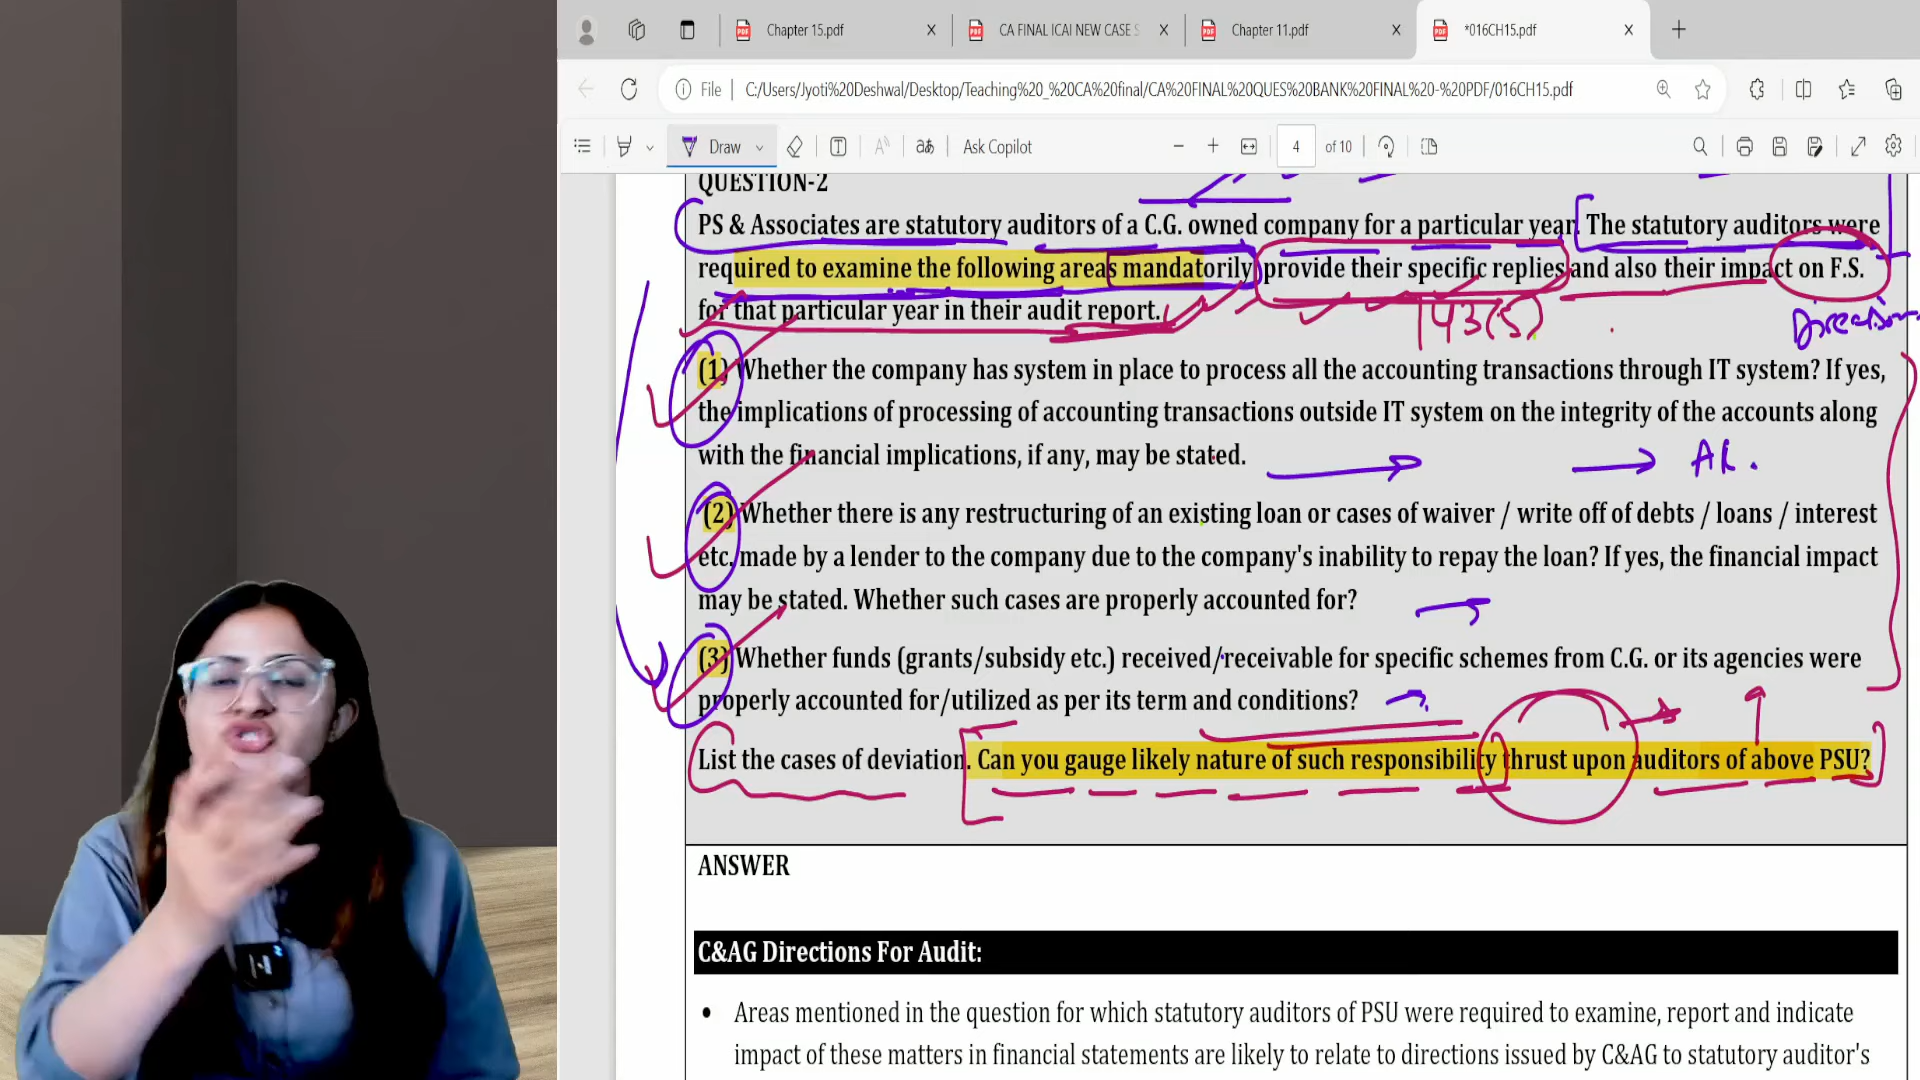 Chapter 15.pdf
CA FINAL ICAI NEW CASE S
Chapter 11.pdf
*016CH15.pdf
File
C:/Users/Jyoti%20Deshwal/Desktop/Teaching%20_%20CA%20final/CA%20FINAL%20QUES%20BANK%20FINAL%20-%20PDF/016CH15.pdf
Draw
Ask Copilot
4 of 10
QUESTION-2
PS & Associates are statutory auditors of a C.G. owned company for a particular year. The statutory auditors were
required to examine the following areas mandatorily provide their specific replies and also their impact on F.S.
for that particular year in their audit report.
143(5)
Directions
(1) Whether the company has system in place to process all the accounting transactions through IT system? If yes,
the implications of processing of accounting transactions outside IT system on the integrity of the accounts along
with the financial implications, if any, may be stated.
AR.
(2) Whether there is any restructuring of an existing loan or cases of waiver / write off of debts / loans / interest
etc. made by a lender to the company due to the company's inability to repay the loan? If yes, the financial impact
may be stated. Whether such cases are properly accounted for?
(3) Whether funds (grants/subsidy etc.) received/receivable for specific schemes from C.G. or its agencies were
properly accounted for/utilized as per its term and conditions?
List the cases of deviation. Can you gauge likely nature of such responsibility thrust upon auditors of above PSU?
ANSWER
C&AG Directions For Audit:
• Areas mentioned in the question for which statutory auditors of PSU were required to examine, report and indicate
impact of these matters in financial statements are likely to relate to directions issued by C&AG to statutory auditor's